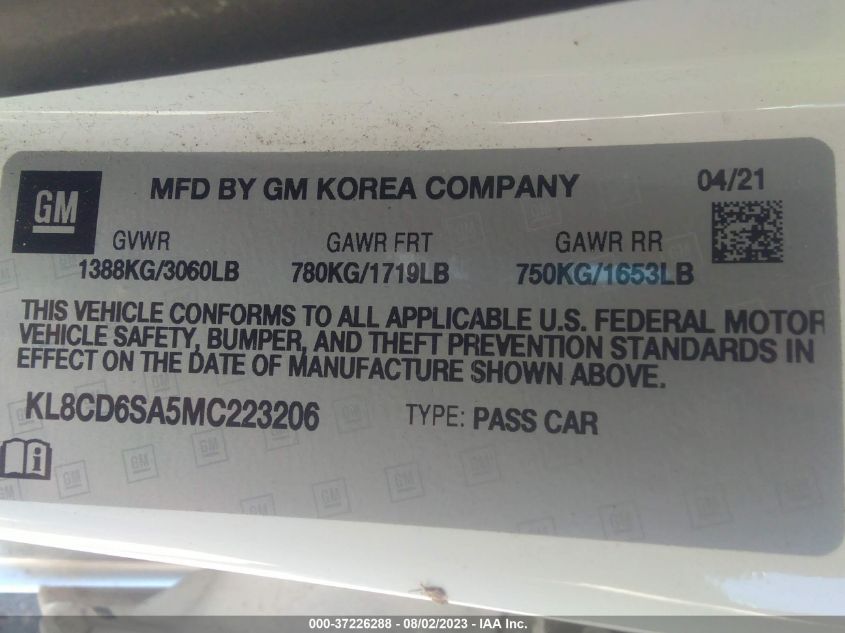 GM
MFD BY GM KOREA COMPANY
04/21
GVWR GAWR FRT GAWR RR
1388KG/3060LB 780KG/1719LB 750KG/1653LB
THIS VEHICLE CONFORMS TO ALL APPLICABLE U.S. FEDERAL MOTOR
VEHICLE SAFETY, BUMPER, AND THEFT PREVENTION STANDARDS IN
EFFECT ON THE DATE OF MANUFACTURE SHOWN ABOVE.
KL8CD6SA5MC223206 TYPE: PASS CAR
000-37226288 - 08/02/2023 - IAA Inc.